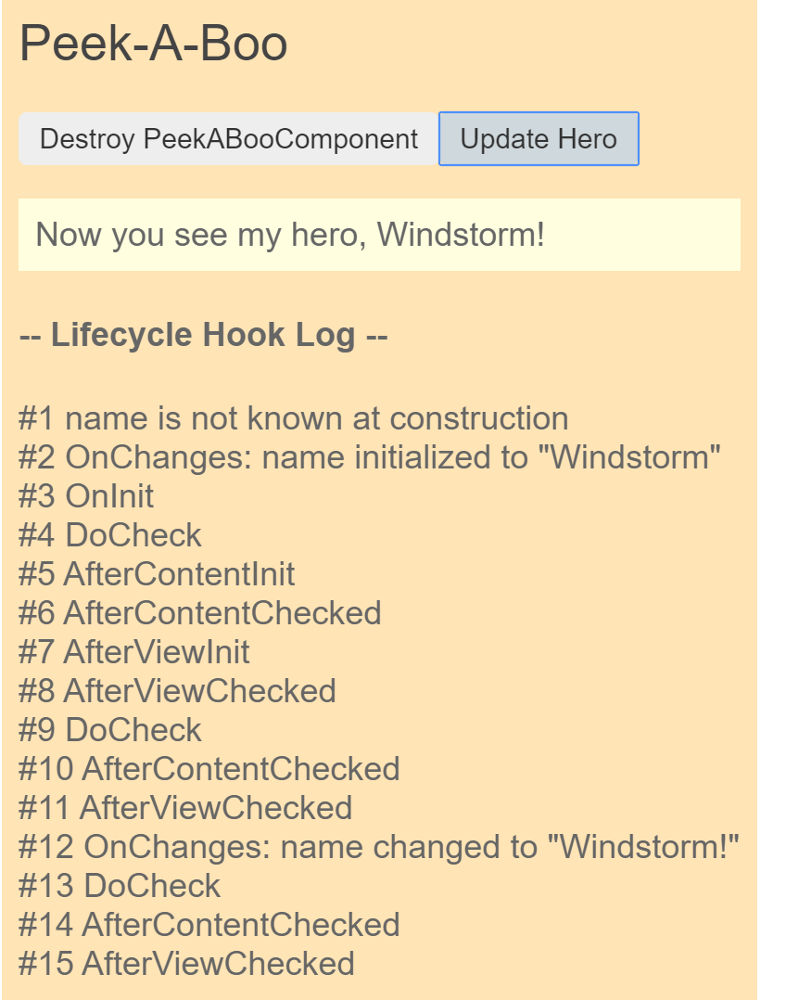 Peek-A-Boo
Destroy PeekABooComponent Update Hero
Now you see my hero, Windstorm!
-- Lifecycle Hook Log --
#1 name is not known at construction
#2 OnChanges: name initialized to "Windstorm"
#3 OnInit
#4 DoCheck
#5 AfterContentInit
#6 AfterContentChecked
#7 AfterViewInit
#8 AfterViewChecked
#9 DoCheck
#10 AfterContentChecked
#11 AfterViewChecked
#12 OnChanges: name changed to "Windstorm!"
#13 DoCheck
#14 AfterContentChecked
#15 AfterViewChecked